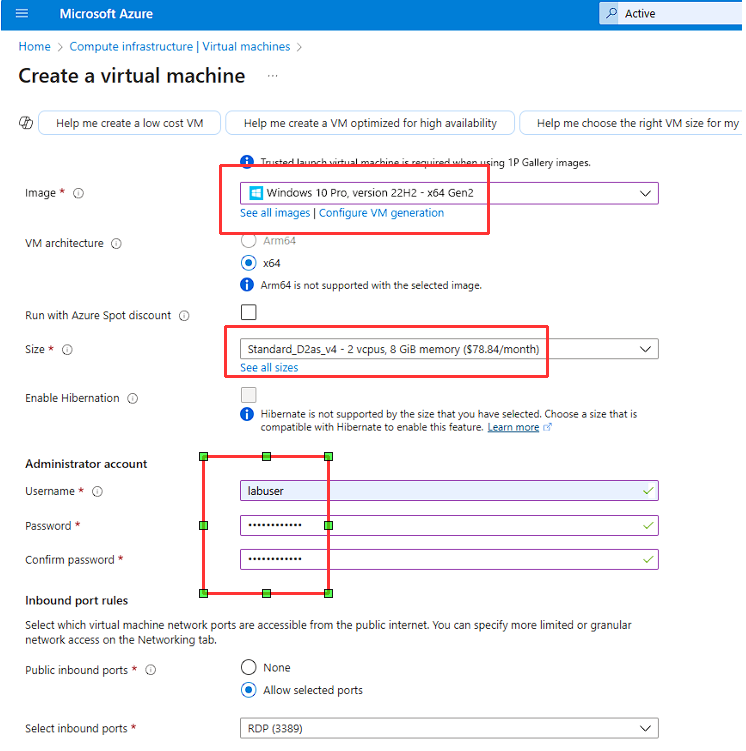 Microsoft Azure
Active
Home > Compute infrastructure | Virtual machines >
Create a virtual machine ...
Help me create a low cost VM
Help me create a VM optimized for high availability
Help me choose the right VM size for my
Trusted launch virtual machine is required when using 1P Gallery images.
Image *
Windows 10 Pro, version 22H2 - x64 Gen2
See all images | Configure VM generation
VM architecture
Arm64
x64
Arm64 is not supported with the selected image.
Run with Azure Spot discount
Size *
Standard_D2as_v4 - 2 vcpus, 8 GiB memory ($78.84/month)
See all sizes
Enable Hibernation
Hibernate is not supported by the size that you have selected. Choose a size that is
compatible with Hibernate to enable this feature. Learn more
Administrator account
Username *
labuser
Password *
••••••••••••
Confirm password *
••••••••••••
Inbound port rules
Select which virtual machine network ports are accessible from the public internet. You can specify more limited or granular
network access on the Networking tab.
Public inbound ports *
None
Allow selected ports
Select inbound ports *
RDP (3389)